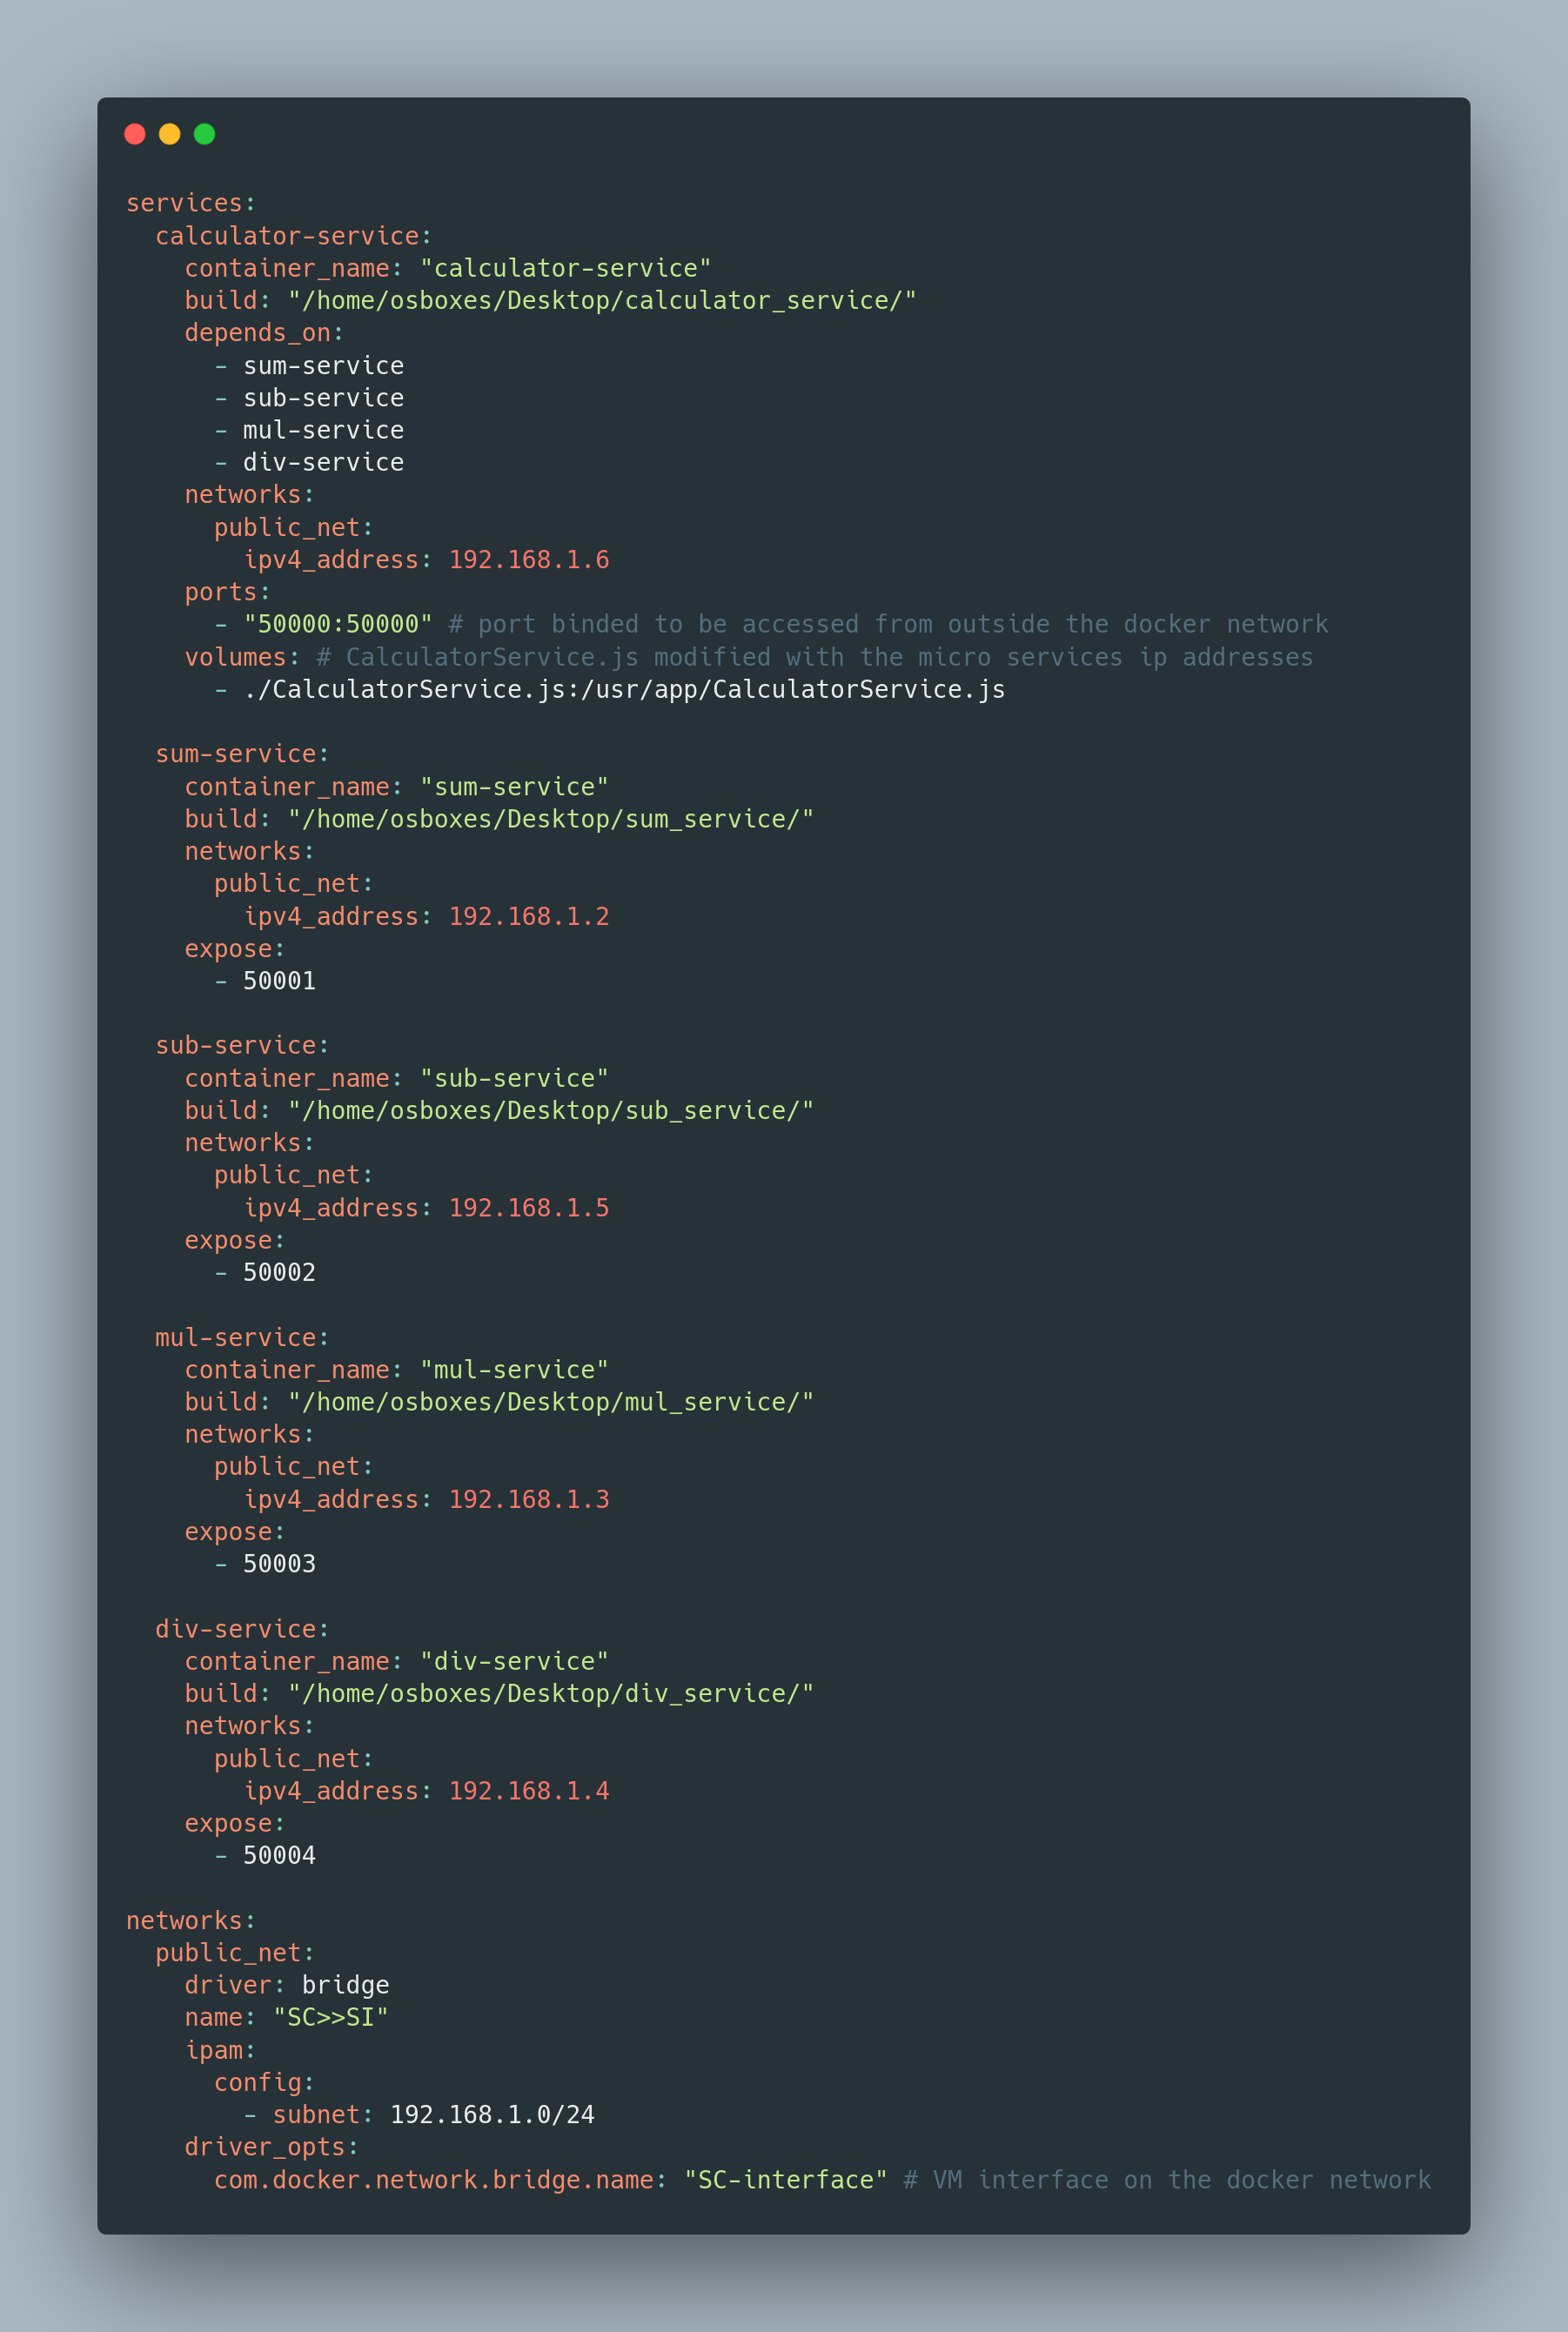 services:
  calculator-service:
    container_name: "calculator-service"
    build: "/home/osboxes/Desktop/calculator_service/"
    depends_on:
      - sum-service
      - sub-service
      - mul-service
      - div-service
    networks:
      public_net:
        ipv4_address: 192.168.1.6
    ports:
      - "50000:50000" # port binded to be accessed from outside the docker network
    volumes: # CalculatorService.js modified with the micro services ip addresses
      - ./CalculatorService.js:/usr/app/CalculatorService.js

  sum-service:
    container_name: "sum-service"
    build: "/home/osboxes/Desktop/sum_service/"
    networks:
      public_net:
        ipv4_address: 192.168.1.2
    expose:
      - 50001

  sub-service:
    container_name: "sub-service"
    build: "/home/osboxes/Desktop/sub_service/"
    networks:
      public_net:
        ipv4_address: 192.168.1.5
    expose:
      - 50002

  mul-service:
    container_name: "mul-service"
    build: "/home/osboxes/Desktop/mul_service/"
    networks:
      public_net:
        ipv4_address: 192.168.1.3
    expose:
      - 50003

  div-service:
    container_name: "div-service"
    build: "/home/osboxes/Desktop/div_service/"
    networks:
      public_net:
        ipv4_address: 192.168.1.4
    expose:
      - 50004

networks:
  public_net:
    driver: bridge
    name: "SC>>SI"
    ipam:
      config:
        - subnet: 192.168.1.0/24
    driver_opts:
      com.docker.network.bridge.name: "SC-interface" # VM interface on the docker network